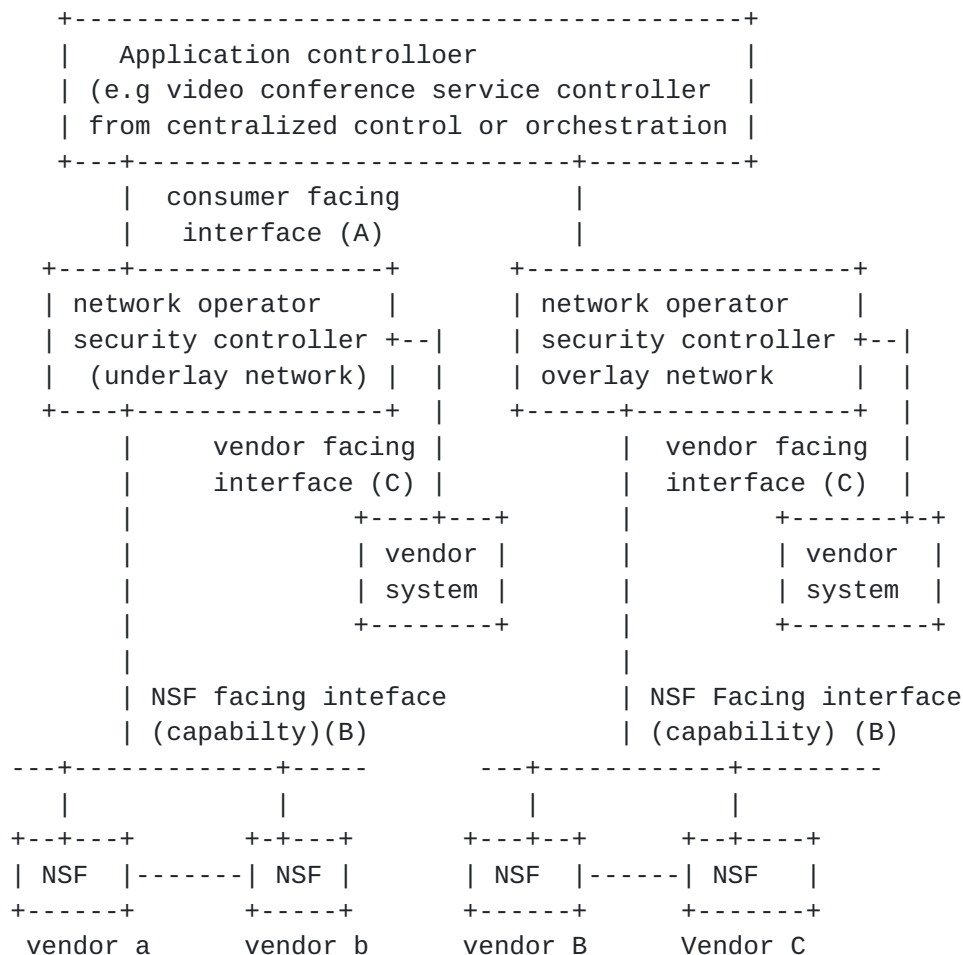 Application controlloer
(e.g video conference service controller
from centralized control or orchestration
consumer facing
interface (A)
network operator network operator
security controller security controller
(underlay network) overlay network
vendor facing vendor facing
interface (C) interface (C)
vendor vendor
system system
NSF facing inteface NSF Facing interface
(capabilty)(B) (capability) (B)
NSF NSF NSF NSF
vendor a vendor b vendor B Vendor C